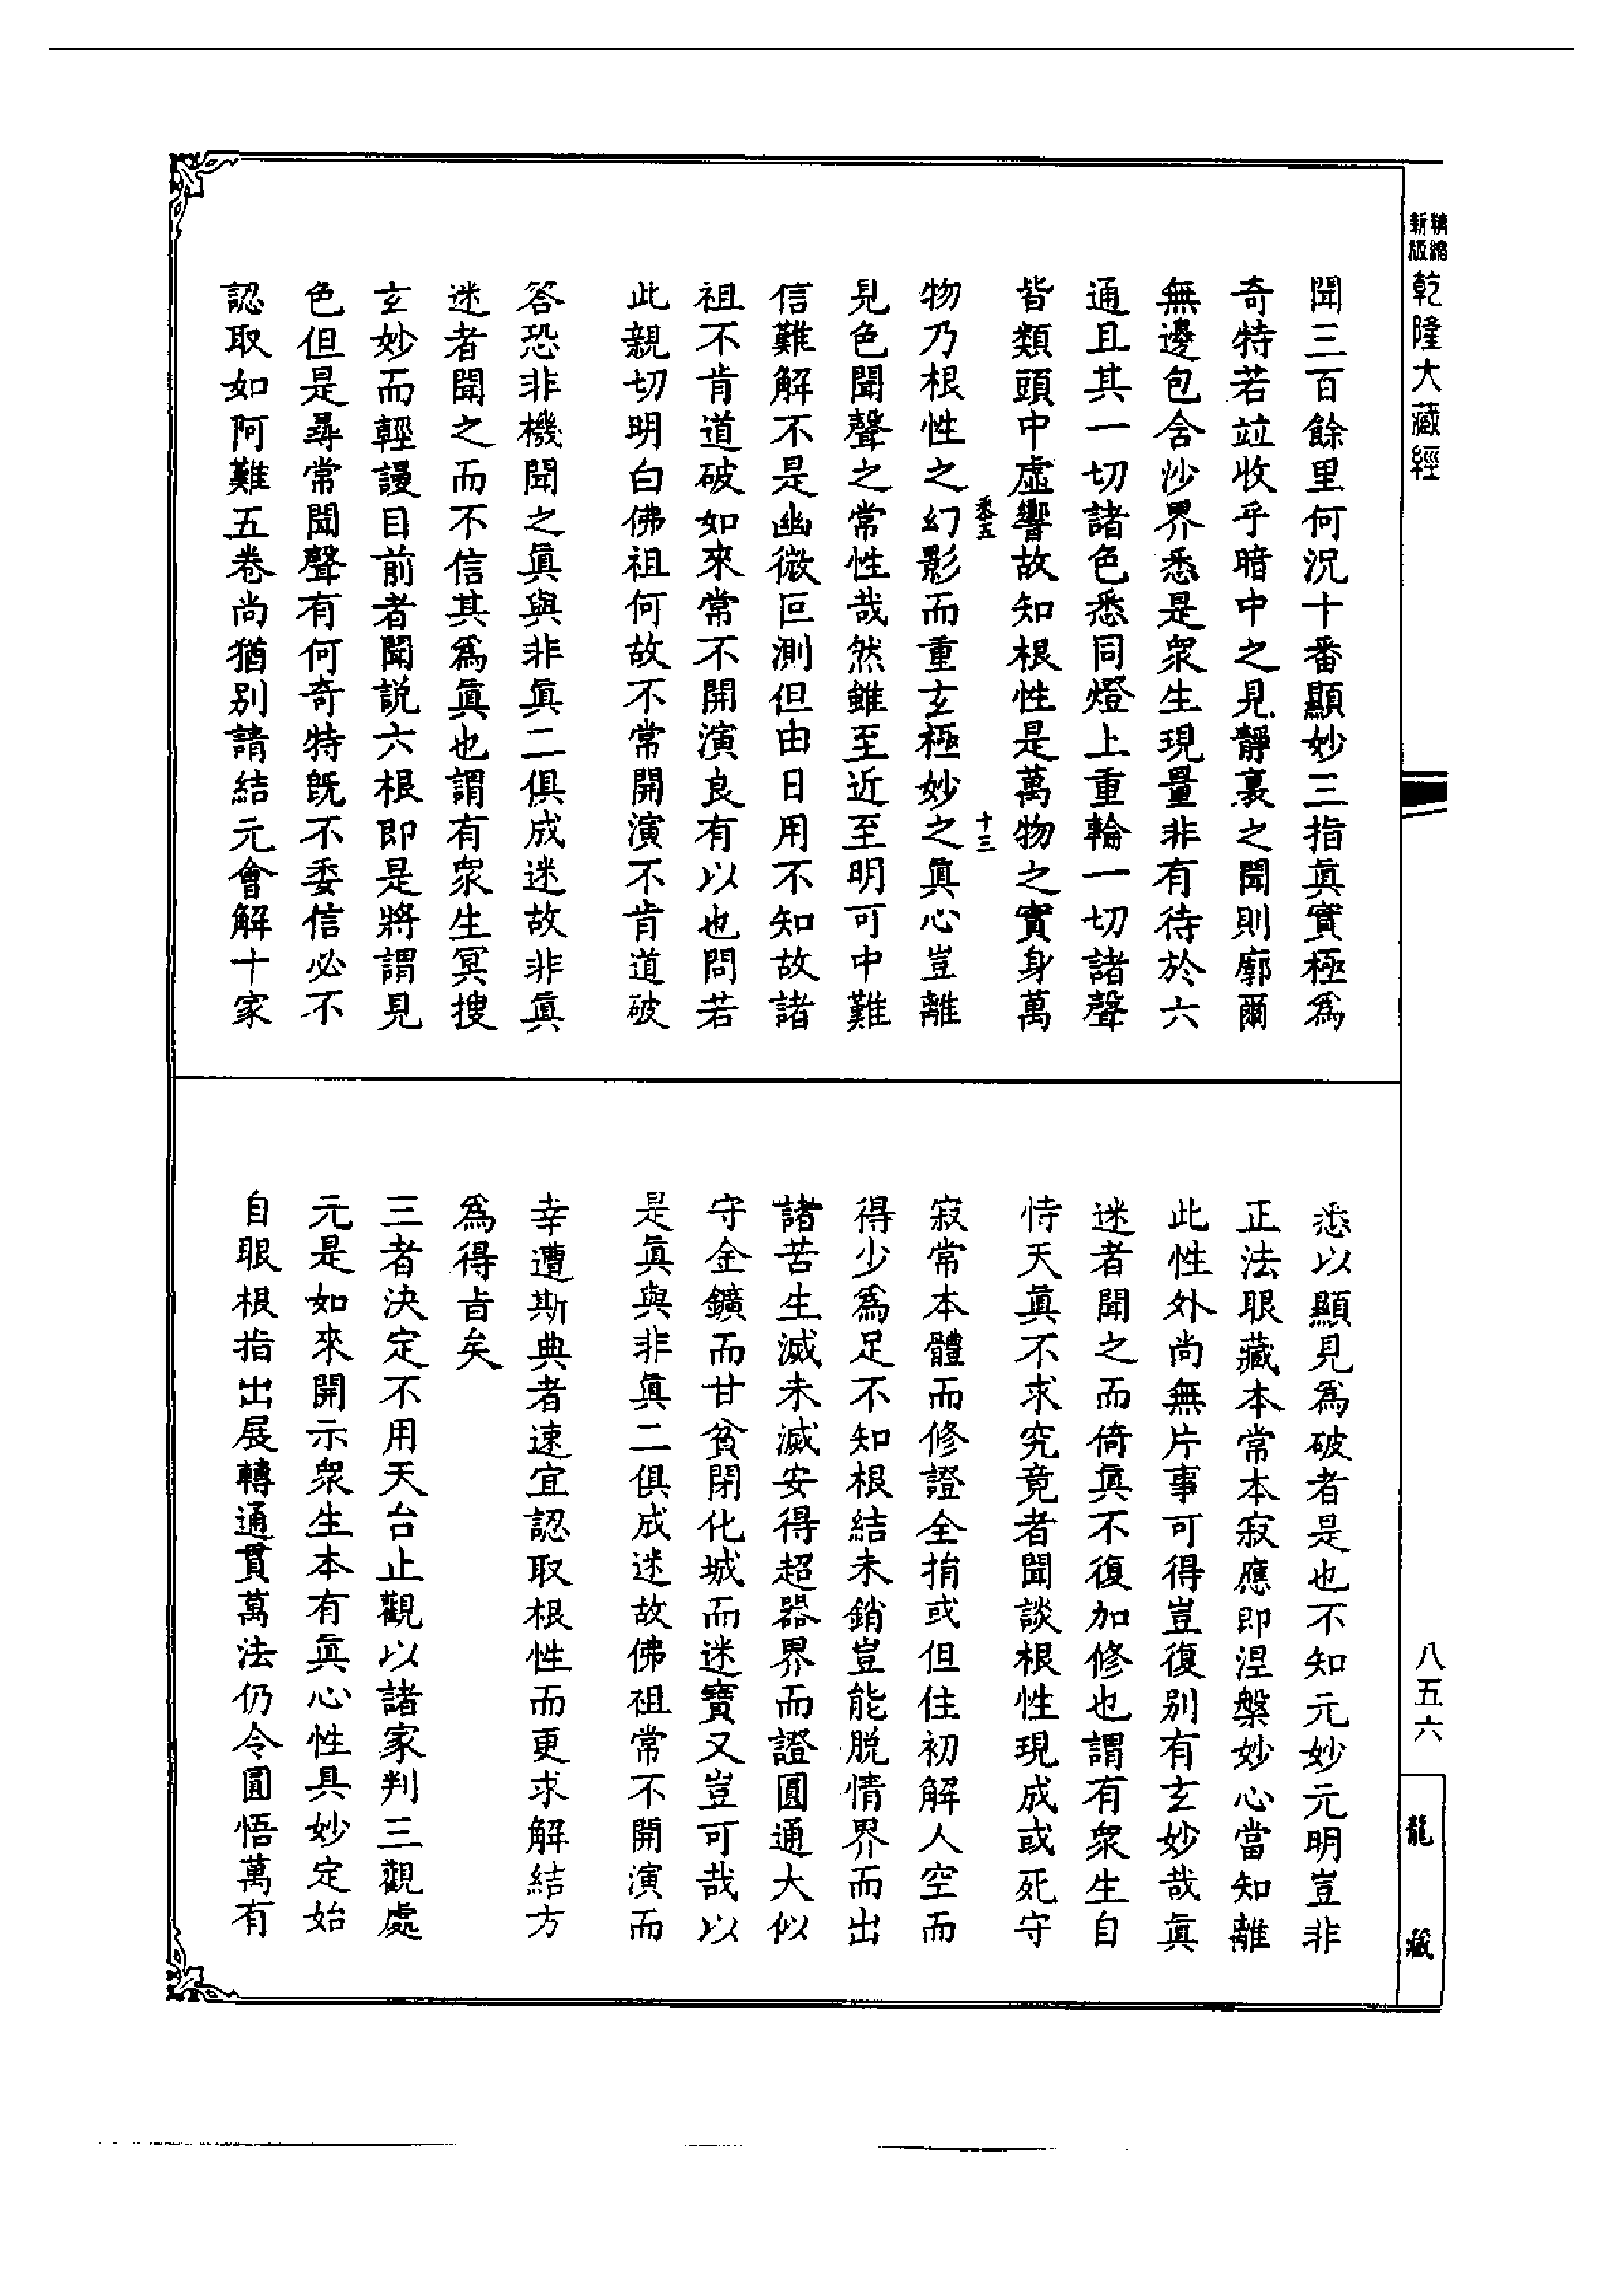 精編
新版
乾隆大藏經
聞三百餘里何況十番顯妙三指眞實極爲
奇特若竝收乎暗中之見靜裏之聞則廓爾
無邊包含沙界悉是衆生現量非有待於六
通且其一切諸色悉同燈上重輪一切諸聲
皆類頭中虛響故知根性是萬物之實身萬
物乃根性之幻影而重玄極妙之眞心豈離
見色聞聲之常性哉然雖至近至明可中難
信難解不是幽微叵測但由日用不知故諸
祖不肯道破如來常不開演良有以也問若
此親切明白佛祖何故不常開演不肯道破
答恐非機聞之眞與非眞二俱成迷故非眞
迷者聞之而不信其爲眞也謂有衆生冥搜
玄妙而輕謾目前者聞説六根即是將謂見
色但是尋常聞聲有何奇特旣不委信必不
認取如阿難五卷尚猶別請結元會解十家
悉以顯見爲破者是也不知元妙元明豈非
正法眼藏本常本寂應即涅槃妙心當知離
此性外尚無片事可得豈復別有玄妙哉眞
迷者聞之而倚眞不復加修也謂有衆生自
恃天眞不求究竟者聞談根性現成或死守
寂常本體而修證全捎或但住初解人空而
得少爲足不知根結未銷豈能脱情界而出
諸苦生滅未滅安得超器界而證圓通大似
守金鑛而甘貧閉化城而迷寶又豈可哉以
是眞與非眞二俱成迷故佛祖常不開演而
幸遭斯典者速宜認取根性而更求解結方
爲得旨矣
三者決定不用天台止觀以諸家判三觀處
元是如來開示衆生本有眞心性具妙定始
自眼根指出展轉通貫萬法仍令圓悟萬有
八五六
龍藏